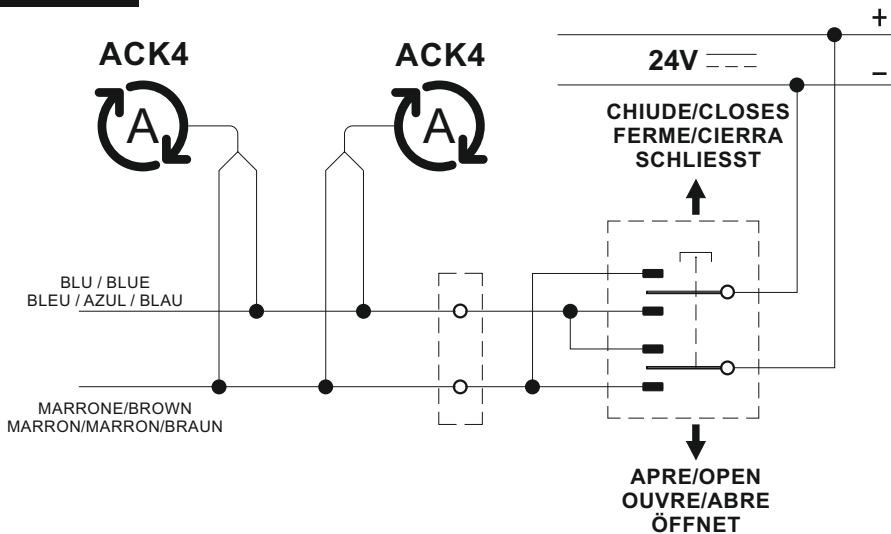 ACK4
A
ACK4
A
+
24V
–
CHIUDE/CLOSES
FERME/CIERRA
SCHLIESST
BLU / BLUE
BLEU / AZUL / BLAU
MARRONE/BROWN
MARRON/MARRON/BRAUN
APRE/OPEN
OUVRE/ABRE
ÖFFNET